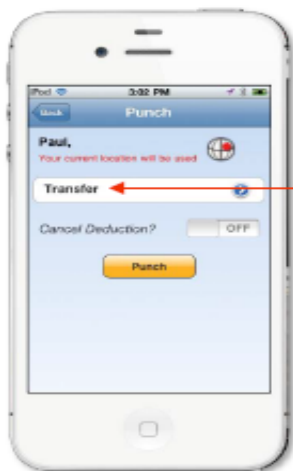 iPod 3:02 PM
Back Punch
Paul,
Your current location will be used
Transfer
Cancel Deduction? OFF
Punch